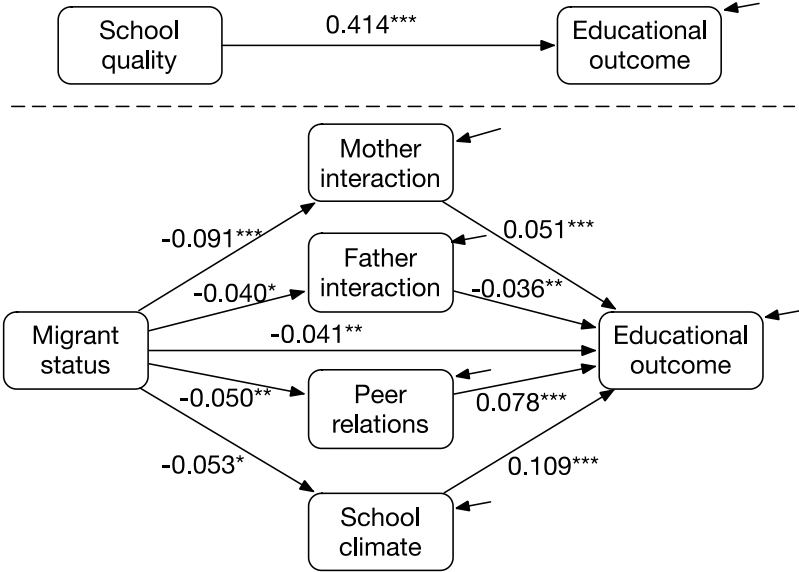 School
quality
0.414***
Educational
outcome
Mother
interaction
-0.091***
0.051***
Father
interaction
-0.040*
-0.036**
Migrant
status
-0.041**
Educational
outcome
Peer
relations
-0.050**
0.078***
-0.053*
0.109***
School
climate